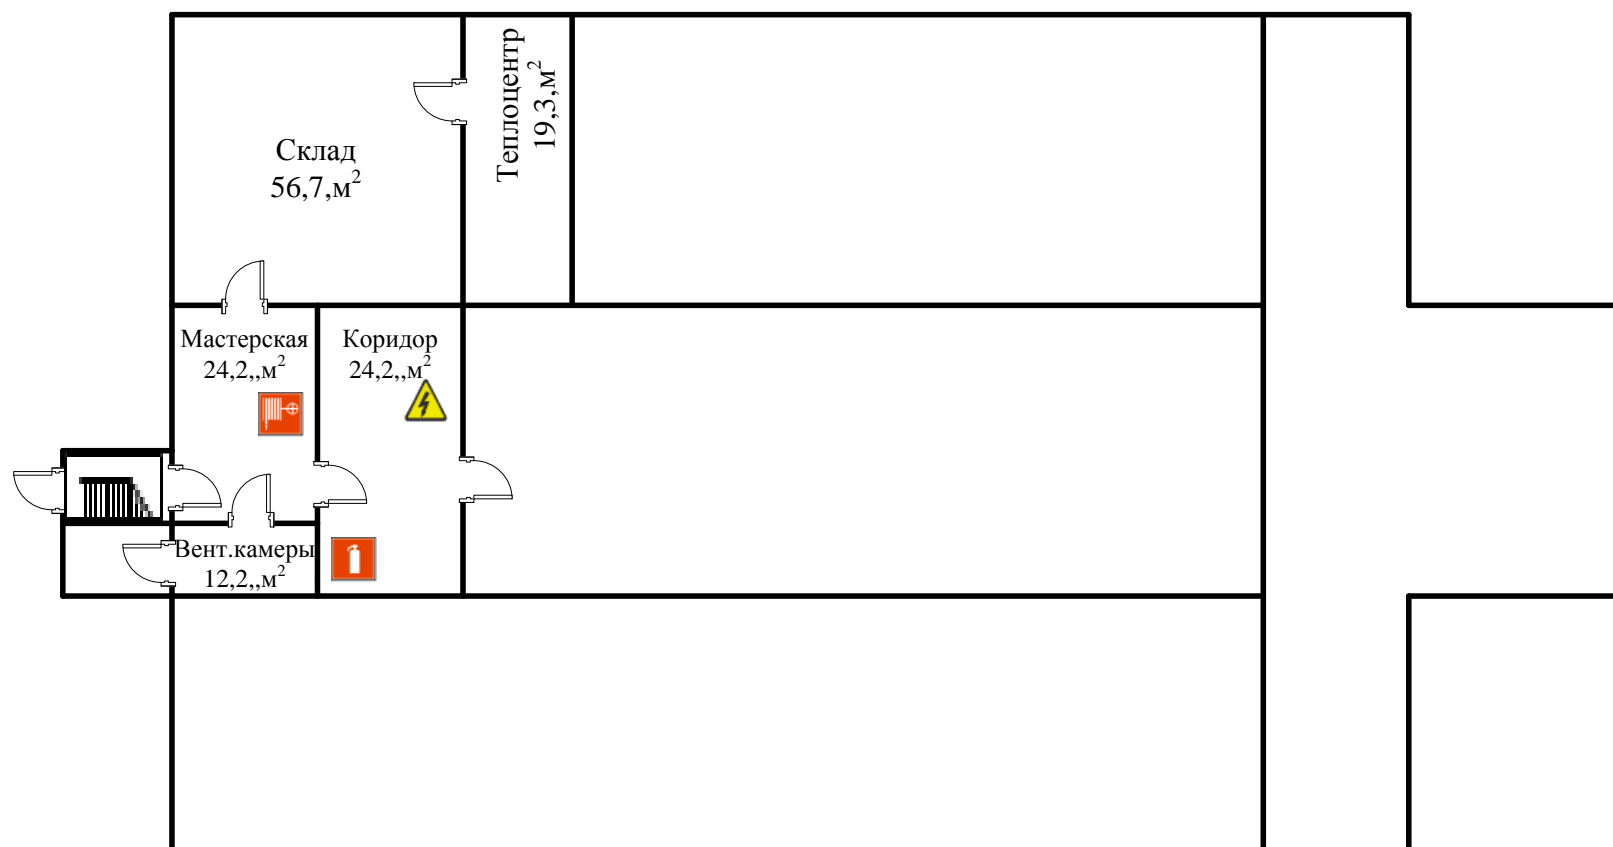 Склад
56,7,м²
Теплоцентр
19,3,м²
Мастерская
24,2,,м²
Коридор
24,2,,м²
Вент.камеры
12,2,,м²